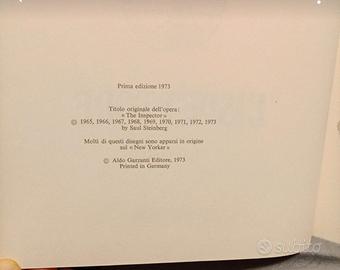 Prima edizione 1973
Titolo originale dell'opera:
« The Inspector »
© 1965, 1966, 1967, 1968, 1969, 1970, 1971, 1972, 1973
by Saul Steinberg
Molti di questi disegni sono apparsi in origine
sul « New Yorker »
© Aldo Garzanti Editore, 1973
Printed in Germany
subito